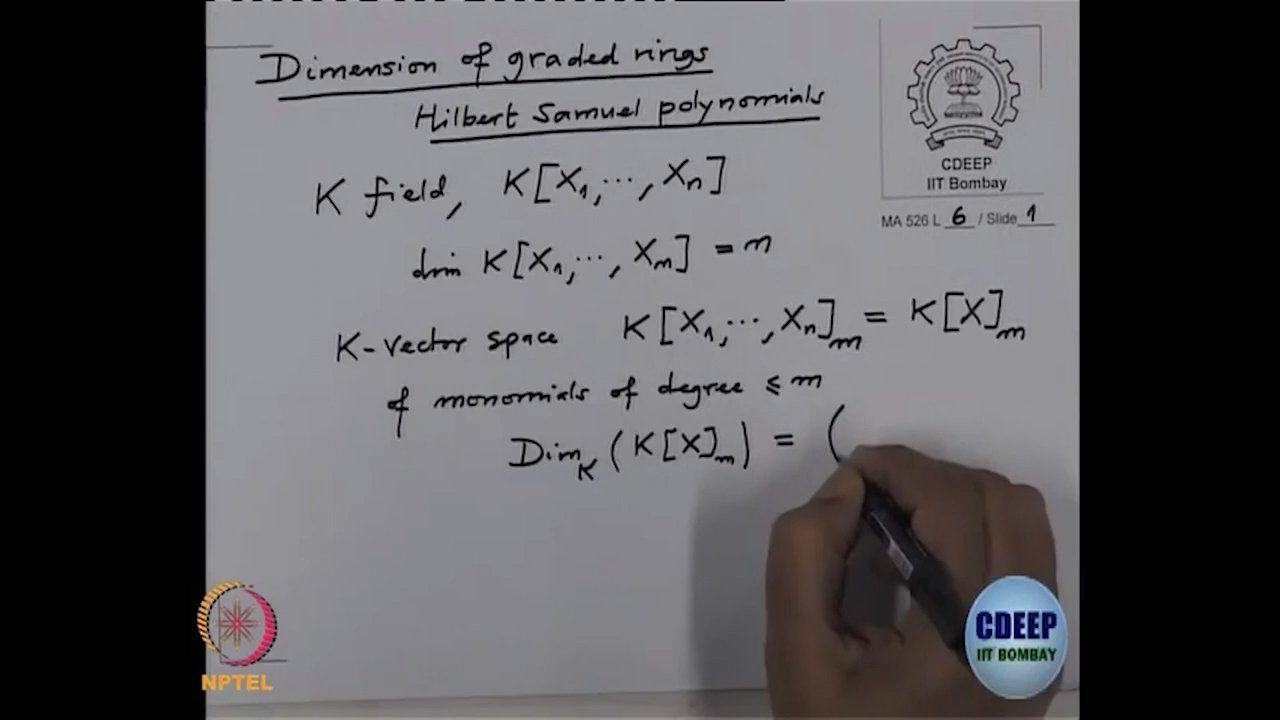 Dimension of graded rings
Hilbert Samuel polynomials
K field, K[X₁, ⋯, Xₙ]
dim K[X₁, ⋯, Xₙ] = n
K-vector space K[X₁, ⋯, Xₙ]ₘ = K[X]ₘ
of monomials of degree ≤ m
Dim_K (K[X]ₘ) = (
CDEEP
IIT Bombay
MA 526 L 6 / Slide 1
NPTEL
CDEEP
IIT BOMBAY